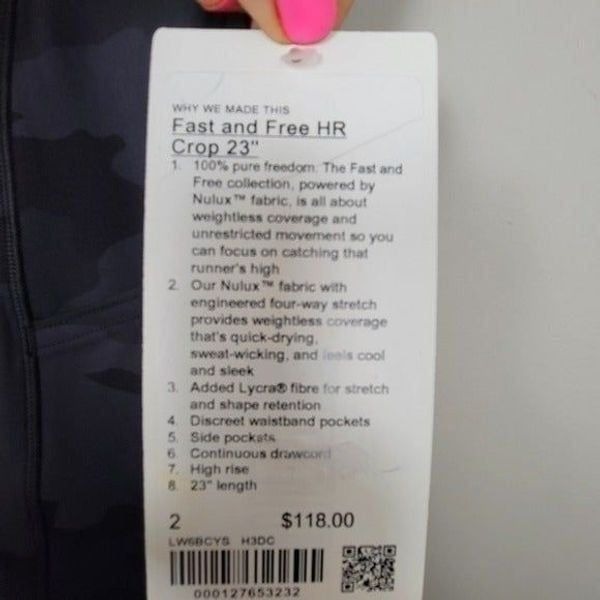 WHY WE MADE THIS
Fast and Free HR
Crop 23"
1. 100% pure freedom: The Fast and
Free collection, powered by
Nulux™ fabric, is all about
weightless coverage and
unrestricted movement so you
can focus on catching that
runner's high
2. Our Nulux™ fabric with
engineered four-way stretch
provides weightless coverage
that's quick-drying,
sweat-wicking, and feels cool
and sleek
3. Added Lycra® fibre for stretch
and shape retention
4. Discreet waistband pockets
5. Side pockets
6. Continuous drawcord
7. High rise
8. 23" length
2 $118.00
LW6BCYS H3DC
000127653232